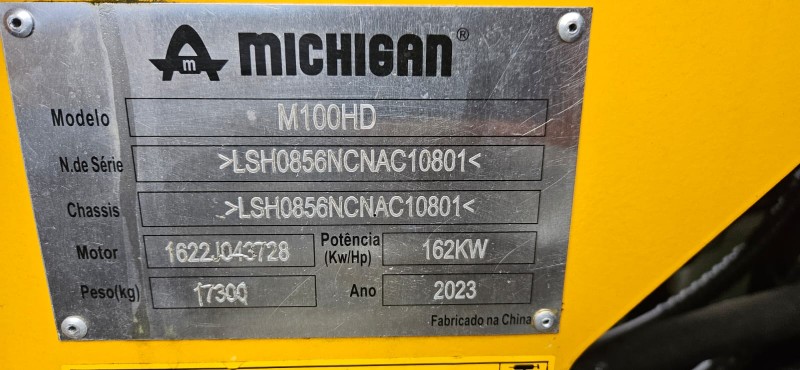 m MICHIGAN®
Modelo M100HD
N.de Série >LSH0856NCNAC10801<
Chassis >LSH0856NCNAC10801<
Motor 1622J043728 Potência (Kw/Hp) 162KW
Peso(kg) 17300 Ano 2023
Fabricado na China